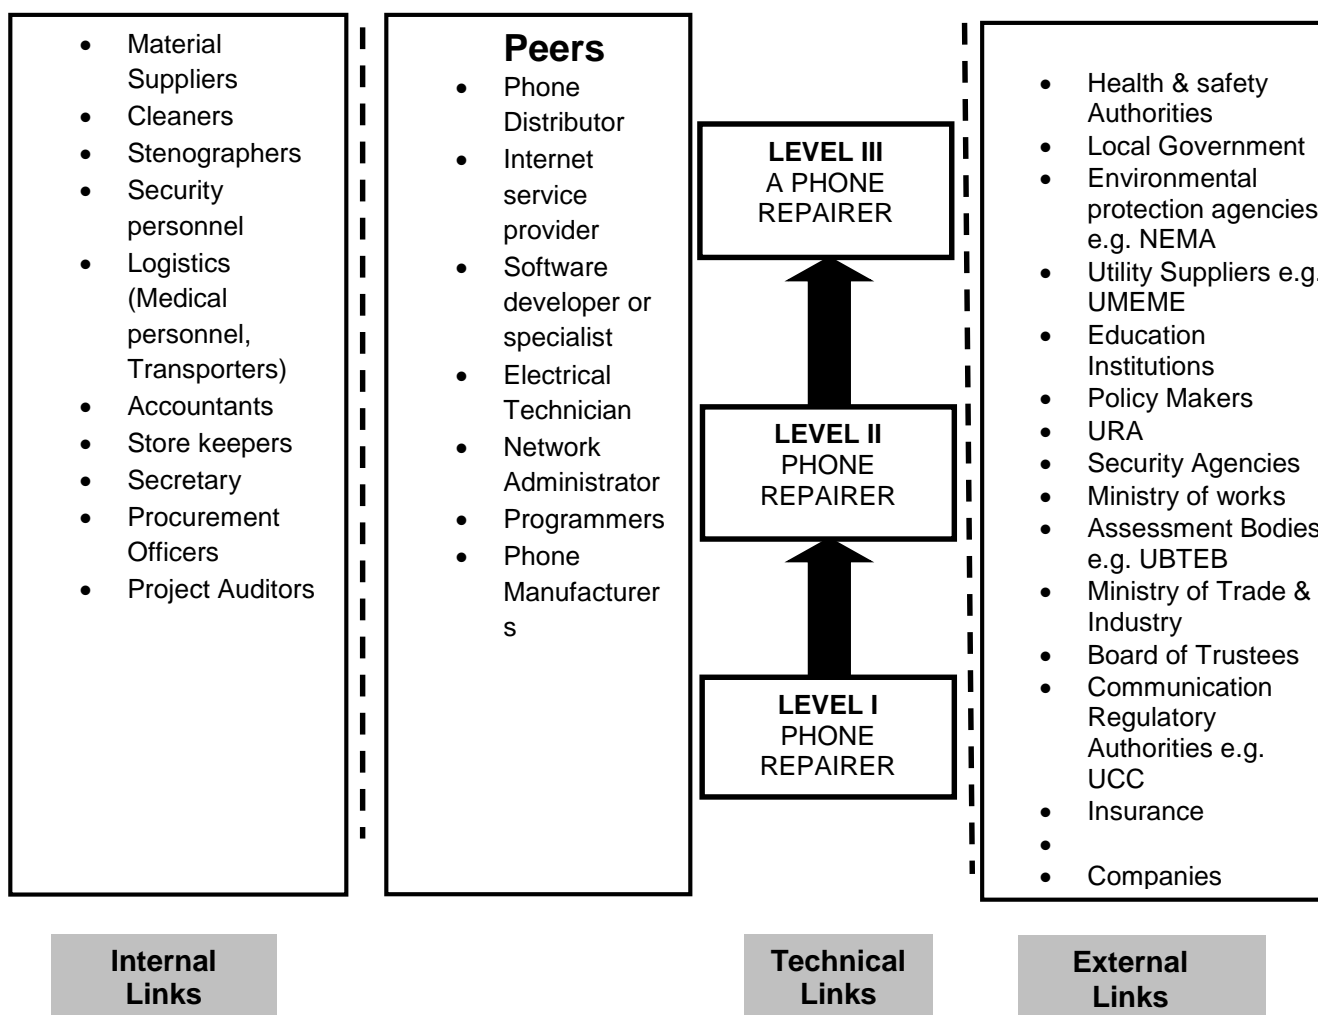 • Material
Suppliers
• Cleaners
• Stenographers
• Security
personnel
• Logistics
(Medical
personnel,
Transporters)
• Accountants
• Store keepers
• Secretary
• Procurement
Officers
• Project Auditors
Peers
• Phone
Distributor
• Internet
service
provider
• Software
developer or
specialist
• Electrical
Technician
• Network
Administrator
• Programmers
• Phone
Manufacturer
s
LEVEL III
A PHONE
REPAIRER
LEVEL II
PHONE
REPAIRER
LEVEL I
PHONE
REPAIRER
• Health & safety
Authorities
• Local Government
• Environmental
protection agencies
e.g. NEMA
• Utility Suppliers e.g.
UMEME
• Education
Institutions
• Policy Makers
• URA
• Security Agencies
• Ministry of works
• Assessment Bodies
e.g. UBTEB
• Ministry of Trade &
Industry
• Board of Trustees
• Communication
Regulatory
Authorities e.g.
UCC
• Insurance
•
• Companies
Internal
Links
Technical
Links
External
Links